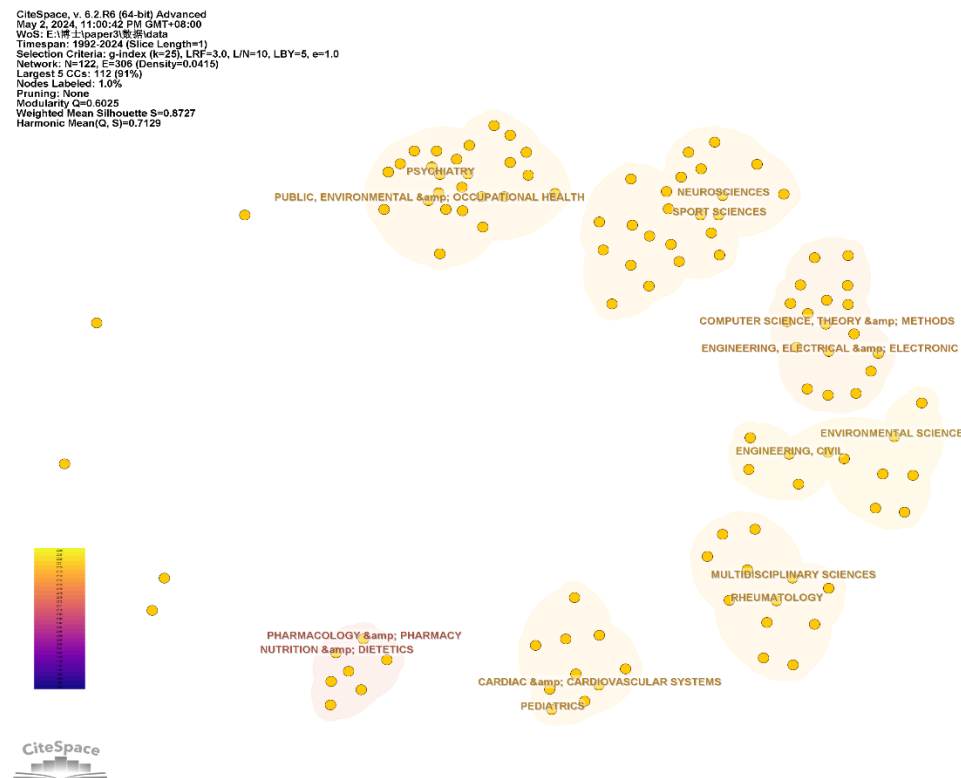 CiteSpace, v. 6.2.R6 (64-bit) Advanced
May 2, 2024, 11:00:42 PM GMT+08:00
WoS: E:\博士\paper3\数据\data
Timespan: 1992-2024 (Slice Length=1)
Selection Criteria: g-index (k=25), LRF=3.0, L/N=10, LBY=5, e=1.0
Network: N=122, E=306 (Density=0.0415)
Largest 5 CCs: 112 (91%)
Nodes Labeled: 1.0%
Pruning: None
Modularity Q=0.6025
Weighted Mean Silhouette S=0.8727
Harmonic Mean(Q, S)=0.7129
PSYCHIATRY
PUBLIC, ENVIRONMENTAL &amp; OCCUPATIONAL HEALTH
NEUROSCIENCES
SPORT SCIENCES
COMPUTER SCIENCE, THEORY &amp; METHODS
ENGINEERING, ELECTRICAL &amp; ELECTRONIC
ENVIRONMENTAL SCIENCE
ENGINEERING, CIVIL
MULTIDISCIPLINARY SCIENCES
RHEUMATOLOGY
PHARMACOLOGY &amp; PHARMACY
NUTRITION &amp; DIETETICS
CARDIAC &amp; CARDIOVASCULAR SYSTEMS
PEDIATRICS
CiteSpace